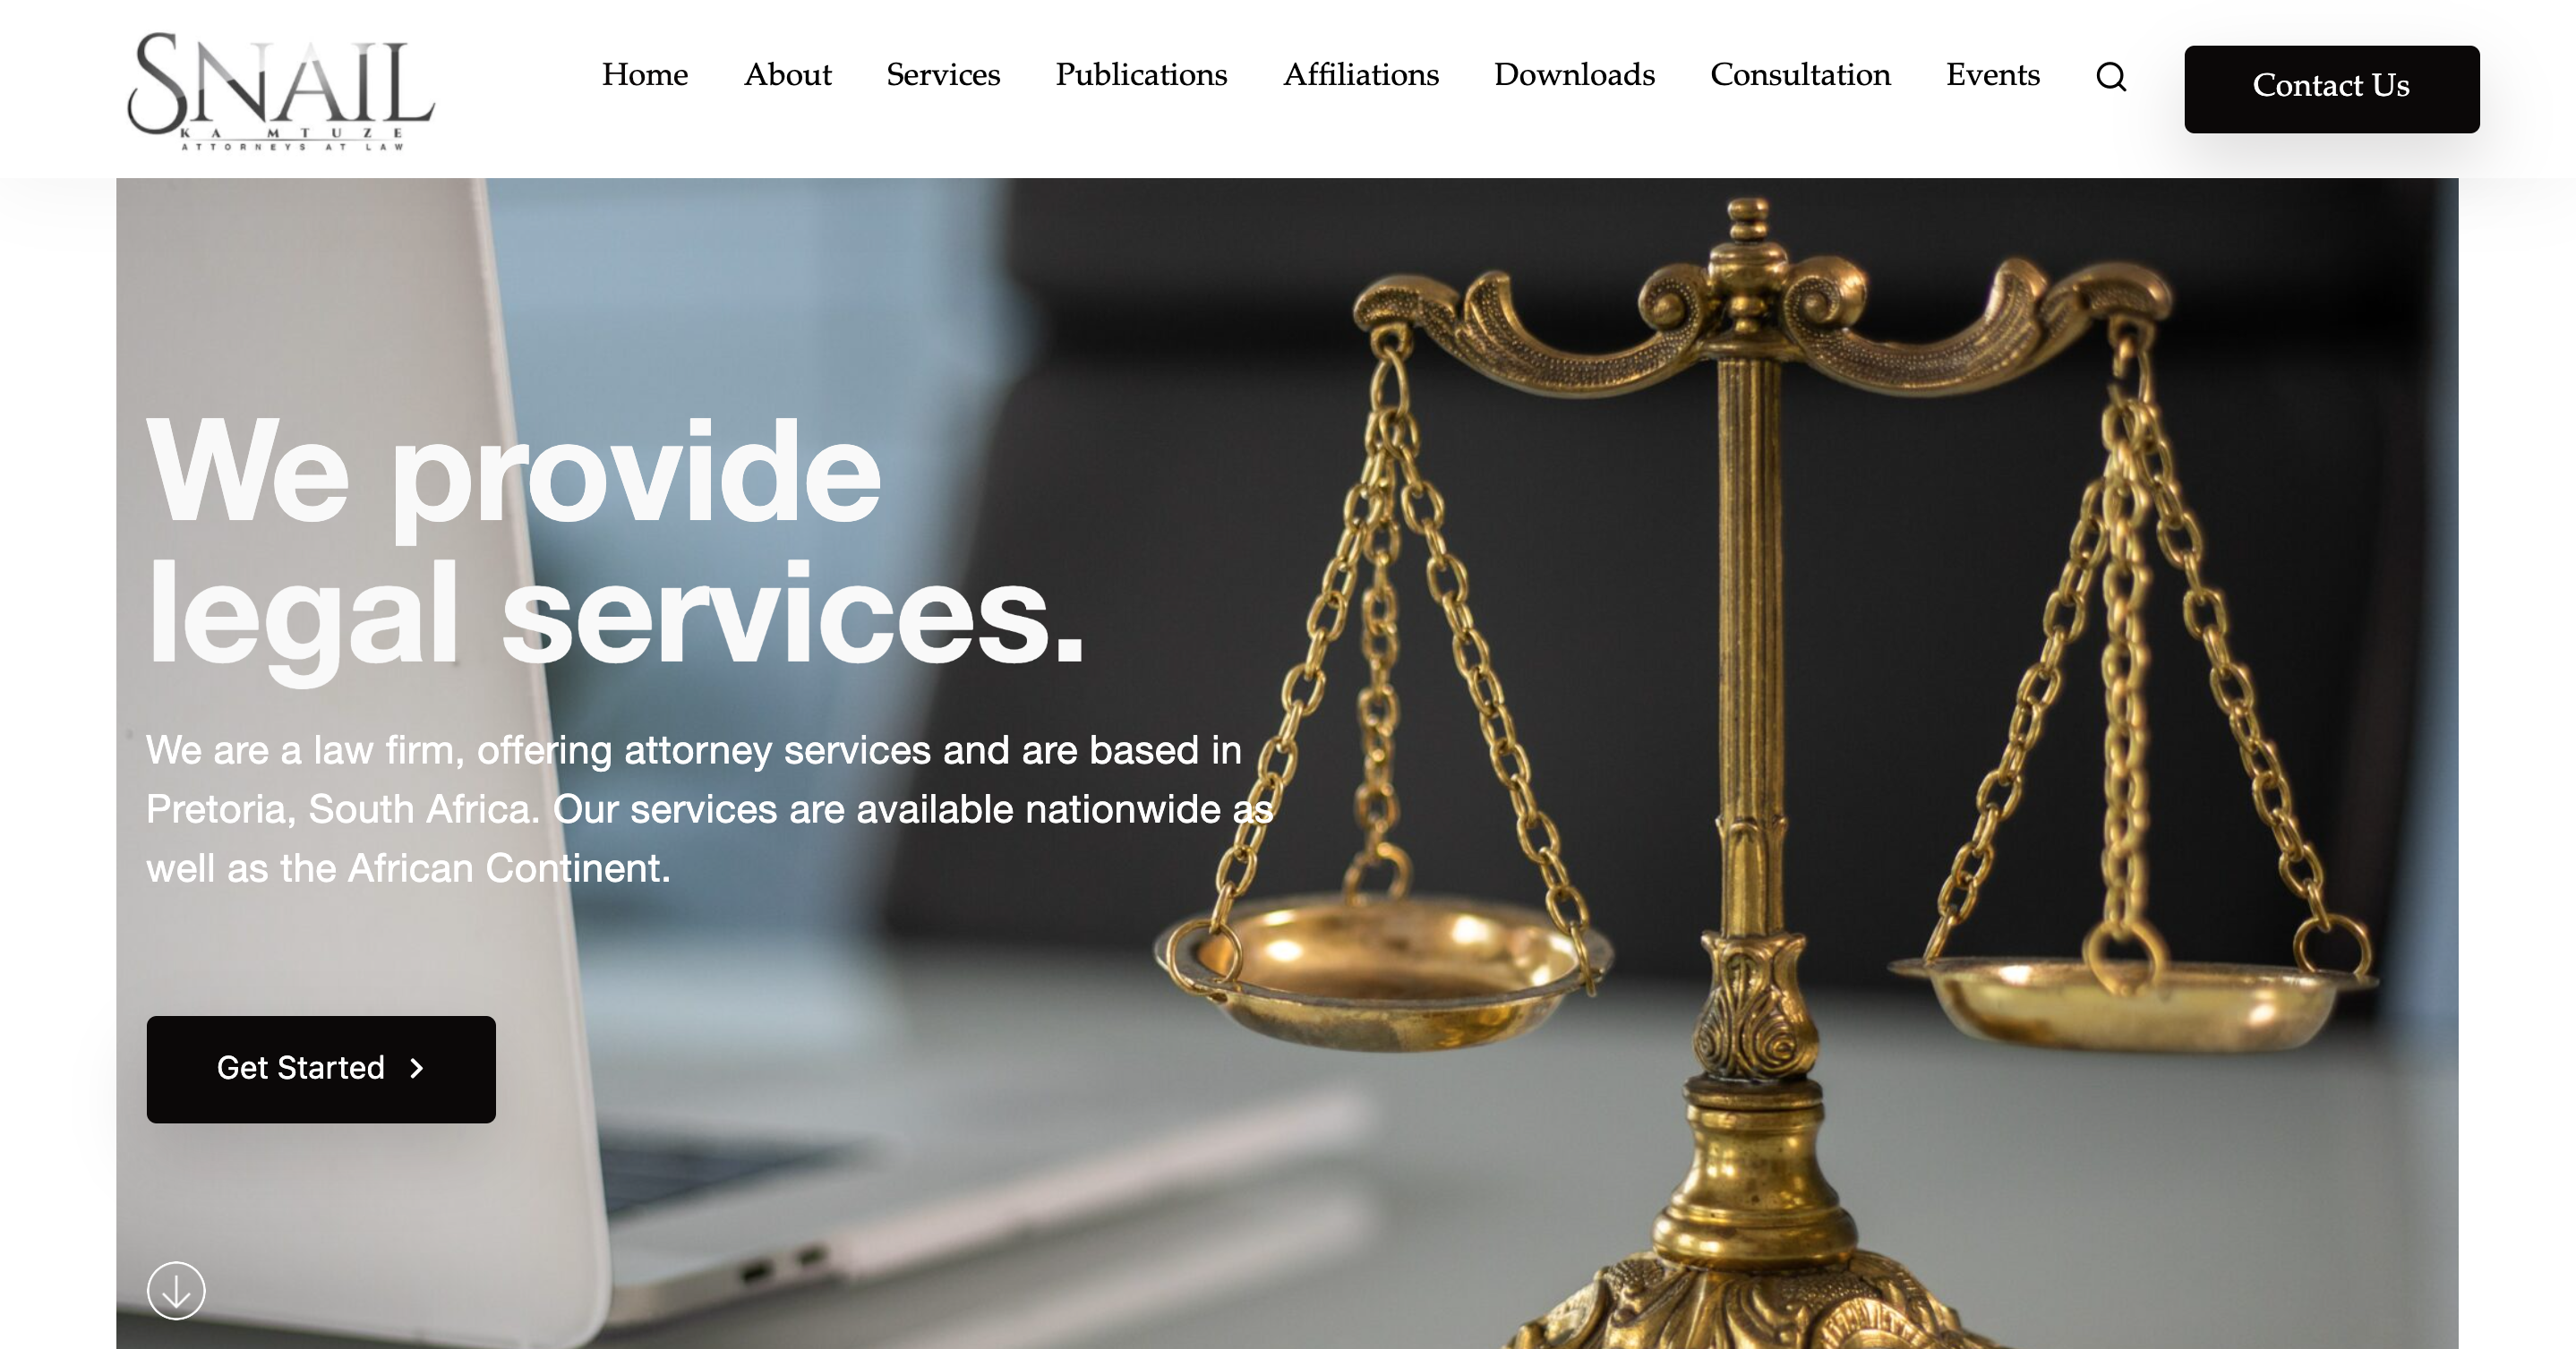 SNAIL
KA MTUZE
ATTORNEYS AT LAW
Home About Services Publications Affiliations Downloads Consultation Events Contact Us
We provide
legal services.
We are a law firm, offering attorney services and are based in
Pretoria, South Africa. Our services are available nationwide as
well as the African Continent.
Get Started